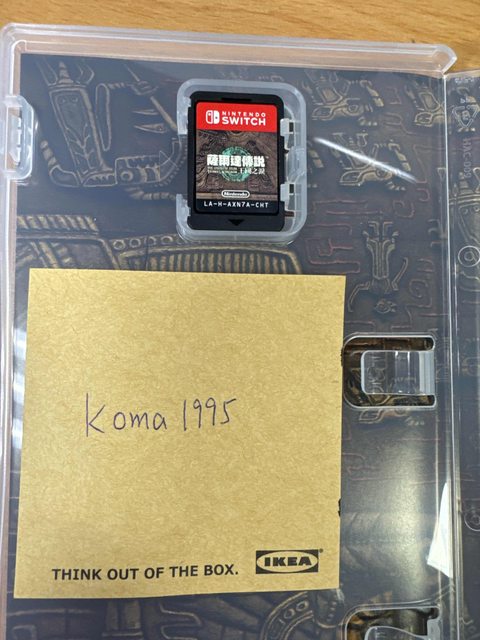 NINTENDO
SWITCH
薩爾達傳說
王國之淚
Nintendo
LA-H-AXN7A-CHT
Koma 1995
THINK OUT OF THE BOX.
IKEA